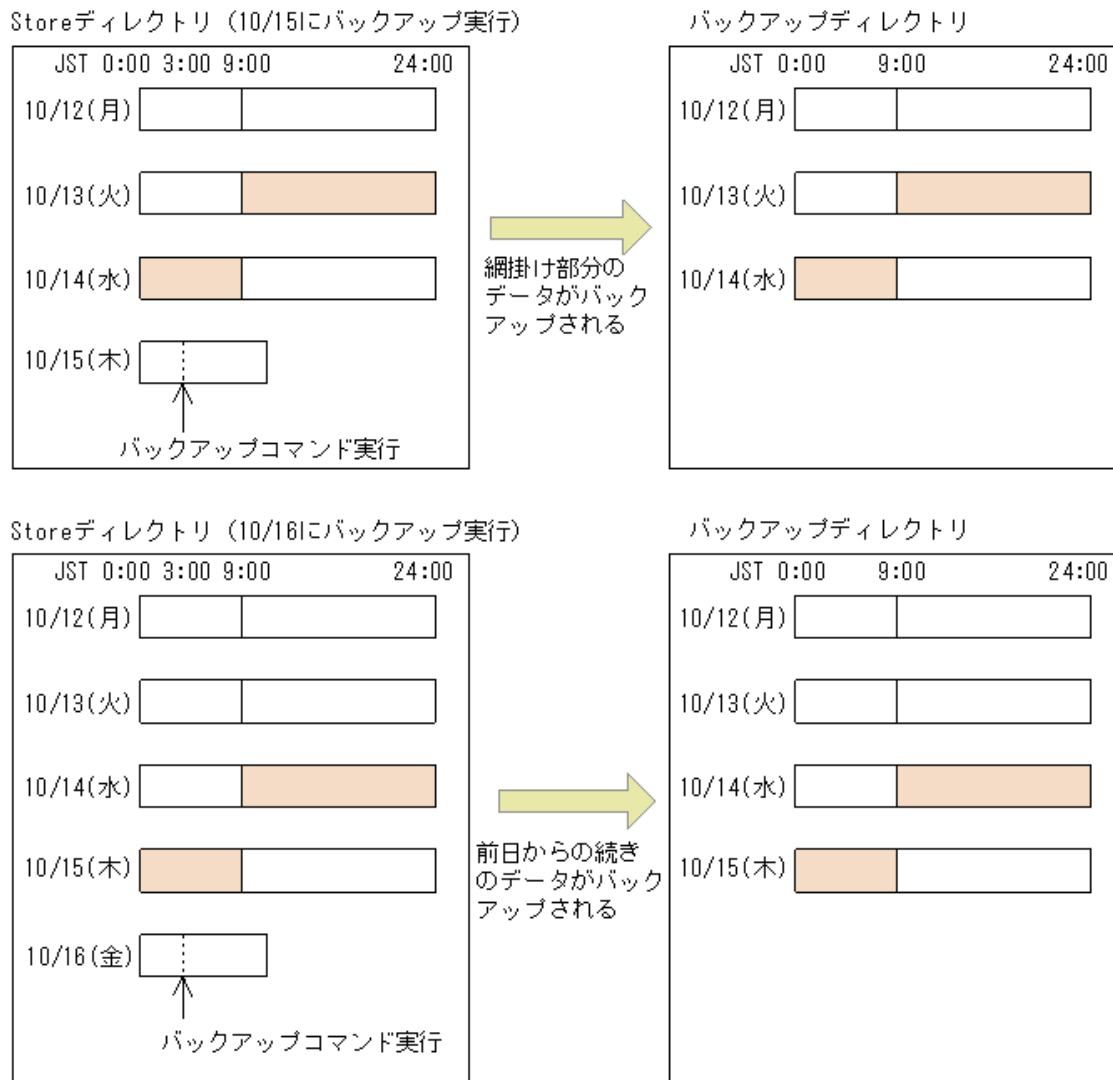 Storeディレクトリ（10/15にバックアップ実行）
JST 0:00 3:00 9:00 24:00
10/12(月)
10/13(火)
10/14(水)
10/15(木)
バックアップコマンド実行
網掛け部分の
データがバック
アップされる
バックアップディレクトリ
JST 0:00 9:00 24:00
10/12(月)
10/13(火)
10/14(水)
Storeディレクトリ（10/16にバックアップ実行）
JST 0:00 3:00 9:00 24:00
10/12(月)
10/13(火)
10/14(水)
10/15(木)
10/16(金)
バックアップコマンド実行
前日からの続き
のデータがバック
アップされる
バックアップディレクトリ
JST 0:00 9:00 24:00
10/12(月)
10/13(火)
10/14(水)
10/15(木)